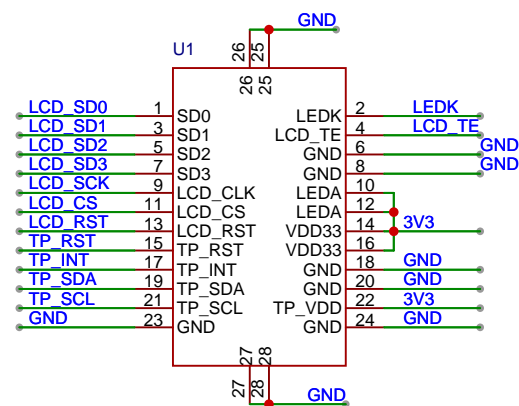 GND
U1
26 25
26 25
LCD_SD0 1 SD0 LEDK 2 LEDK
LCD_SD1 3 SD1 LCD_TE 4 LCD_TE
LCD_SD2 5 SD2 GND 6 GND
LCD_SD3 7 SD3 GND 8 GND
LCD_SCK 9 LCD_CLK LEDA 10
LCD_CS 11 LCD_CS LEDA 12
LCD_RST 13 LCD_RST VDD33 14 3V3
TP_RST 15 TP_RST VDD33 16
TP_INT 17 TP_INT GND 18 GND
TP_SDA 19 TP_SDA GND 20 GND
TP_SCL 21 TP_SCL TP_VDD 22 3V3
GND 23 GND GND 24 GND
27 28
27 28
GND